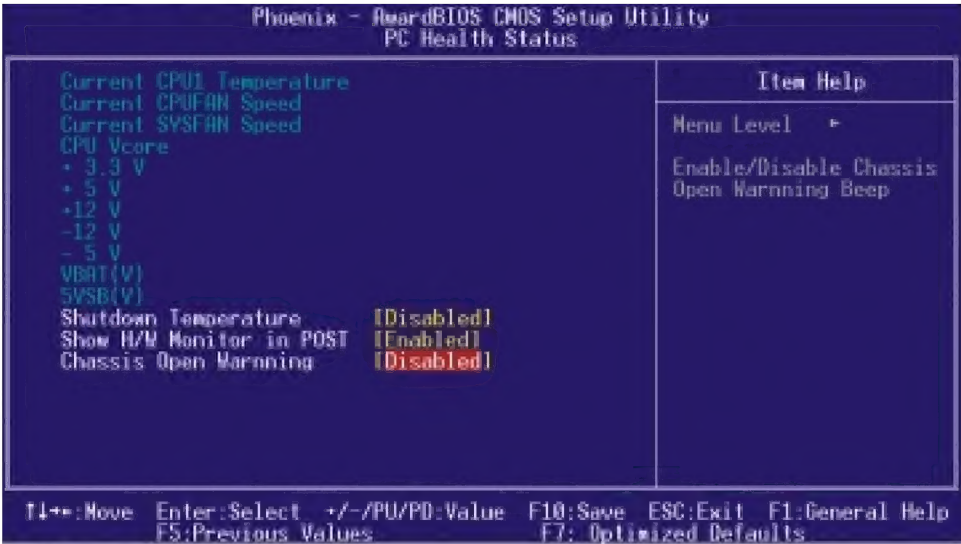 Phoenix - AwardBIOS CMOS Setup Utility
PC Health Status
Current CPU1 Temperature
Current CPUFAN Speed
Current SYSFAN Speed
CPU Vcore
+ 3.3 V
+ 5 V
+12 V
-12 V
- 5 V
VBAT(V)
5VSB(V)
Shutdown Temperature [Disabled]
Show H/W Monitor in POST [Enabled]
Chassis Open Warnning [Disabled]
Item Help
Menu Level ►
Enable/Disable Chassis
Open Warnning Beep
↑↓→←:Move Enter:Select +/-/PU/PD:Value F10:Save ESC:Exit F1:General Help
F5:Previous Values F7: Optimized Defaults